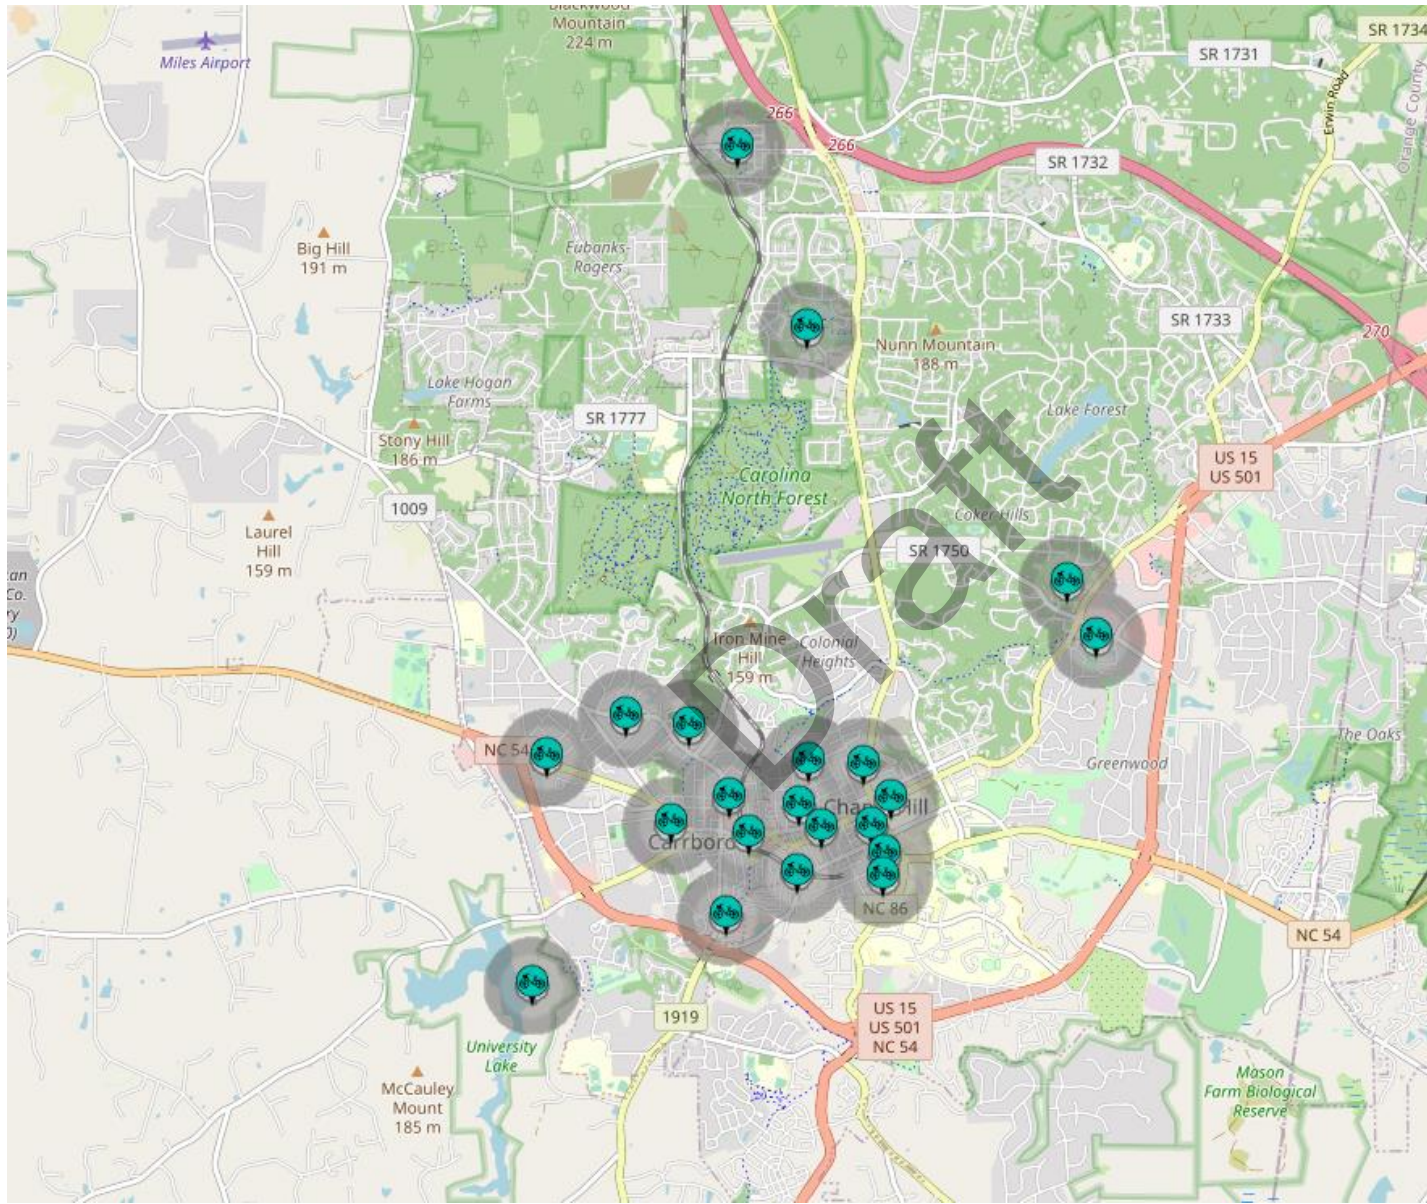 Blackwood
Mountain
224 m
SR 1734
Miles Airport
SR 1731
Erwin Road
Orange County
266
266
SR 1732
Big Hill
191 m
Eubanks-
Rogers
SR 1733
270
Nunn Mountain
188 m
Lake Hogan
Farms
Lake Forest
SR 1777
Stony Hill
186 m
US 15
US 501
Carolina
North Forest
1009
Coker Hills
Laurel
Hill
159 m
SR 1750
Draft
can
Co.
ry
0)
Iron Mine
Hill
159 m
Colonial
Heights
NC 54
The Oaks
Greenwood
Chapel Hill
Carrboro
NC 86
NC 54
1919
US 15
US 501
NC 54
University
Lake
McCauley
Mount
185 m
Mason
Farm Biological
Reserve